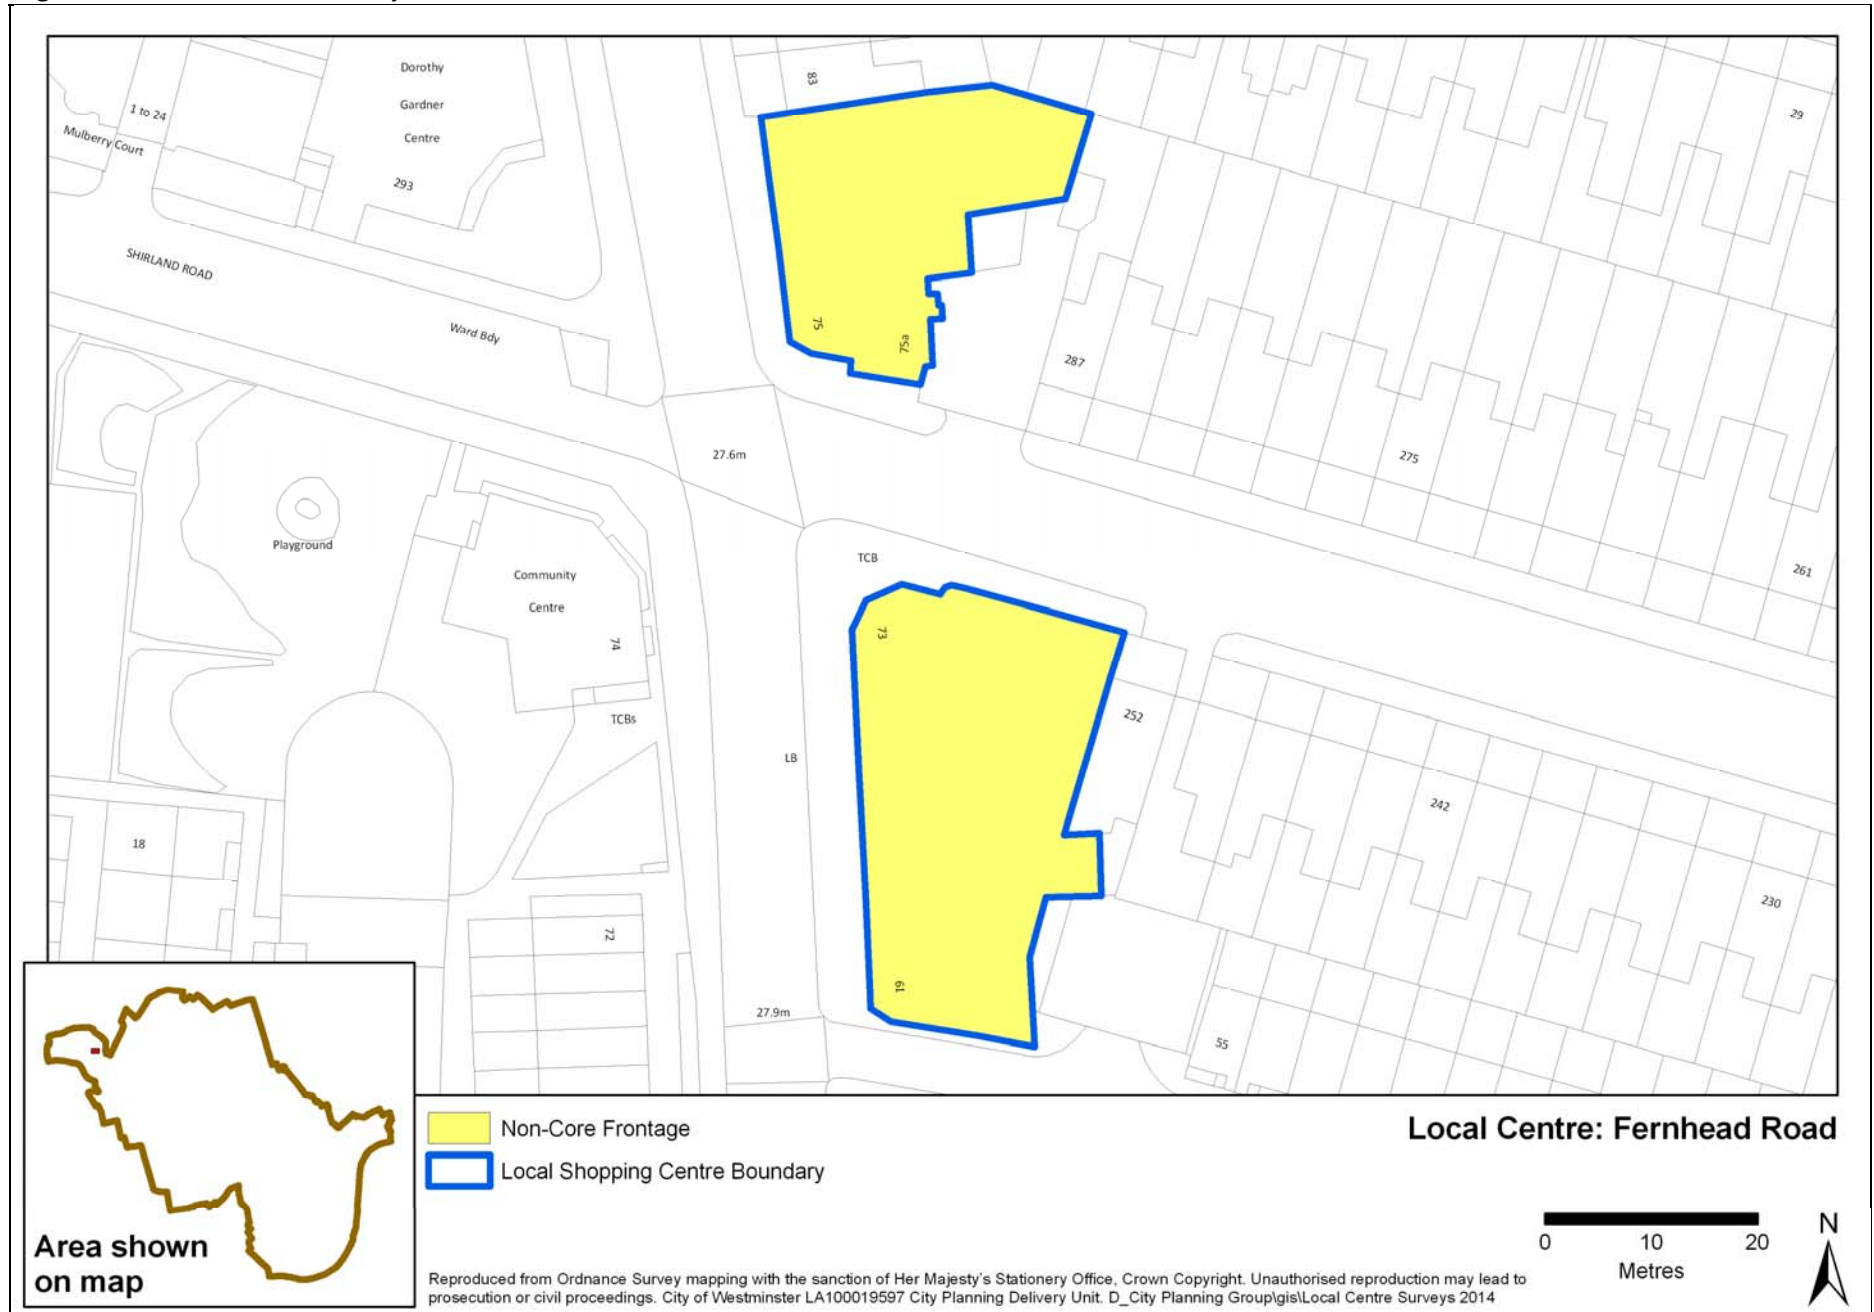 83
Dorothy
Gardner
Centre
293
1 to 24
Mulberry Court
29
SHIRLAND ROAD
Ward Bdy
75
75a
287
27.6m
275
261
Playground
Community
Centre
74
TCBs
TCB
73
252
LB
242
230
18
72
61
27.9m
55
Non-Core Frontage
Local Shopping Centre Boundary
Local Centre: Fernhead Road
Area shown
on map
0 10 20
Metres
N
Reproduced from Ordnance Survey mapping with the sanction of Her Majesty's Stationery Office, Crown Copyright. Unauthorised reproduction may lead to
prosecution or civil proceedings. City of Westminster LA100019597 City Planning Delivery Unit. D_City Planning Group\gis\Local Centre Surveys 2014